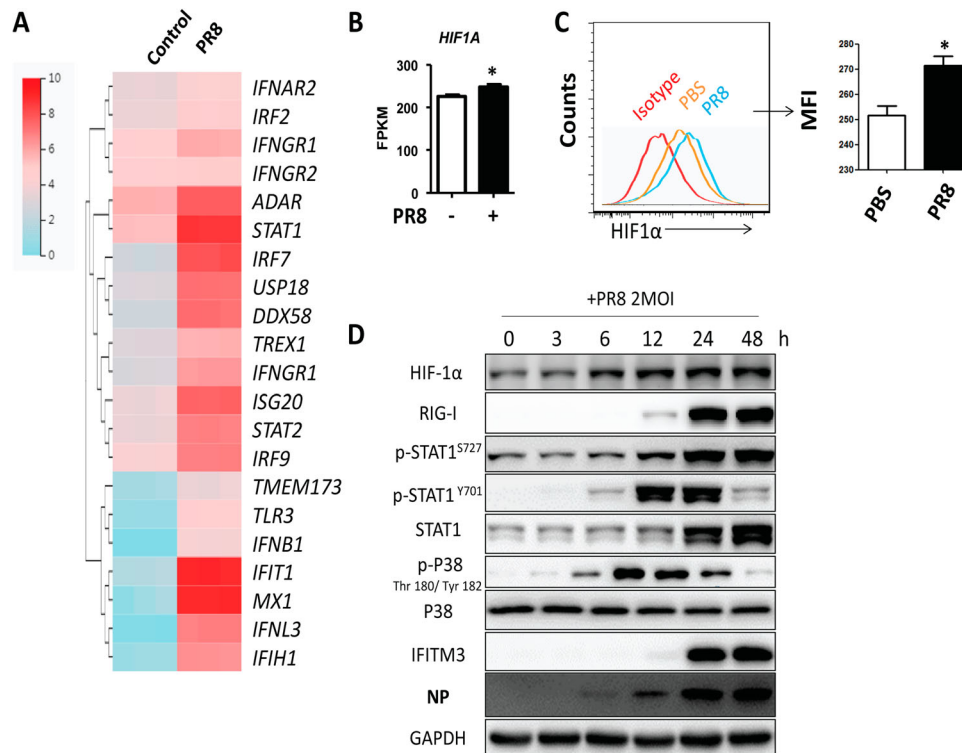 A
Control
PR8
10
8
6
4
2
0
IFNAR2
IRF2
IFNGR1
IFNGR2
ADAR
STAT1
IRF7
USP18
DDX58
TREX1
IFNGR1
ISG20
STAT2
IRF9
TMEM173
TLR3
IFNB1
IFIT1
MX1
IFNL3
IFIH1
B
HIF1A
FPKM
300
200
100
0
*
PR8 - +
C
Counts
Isotype
PBS
PR8
HIF1α
MFI
280
270
260
250
240
230
*
PBS
PR8
D
+PR8 2MOI
0 3 6 12 24 48 h
HIF-1α
RIG-I
p-STAT1S727
p-STAT1Y701
STAT1
p-P38
Thr 180/ Tyr 182
P38
IFITM3
NP
GAPDH